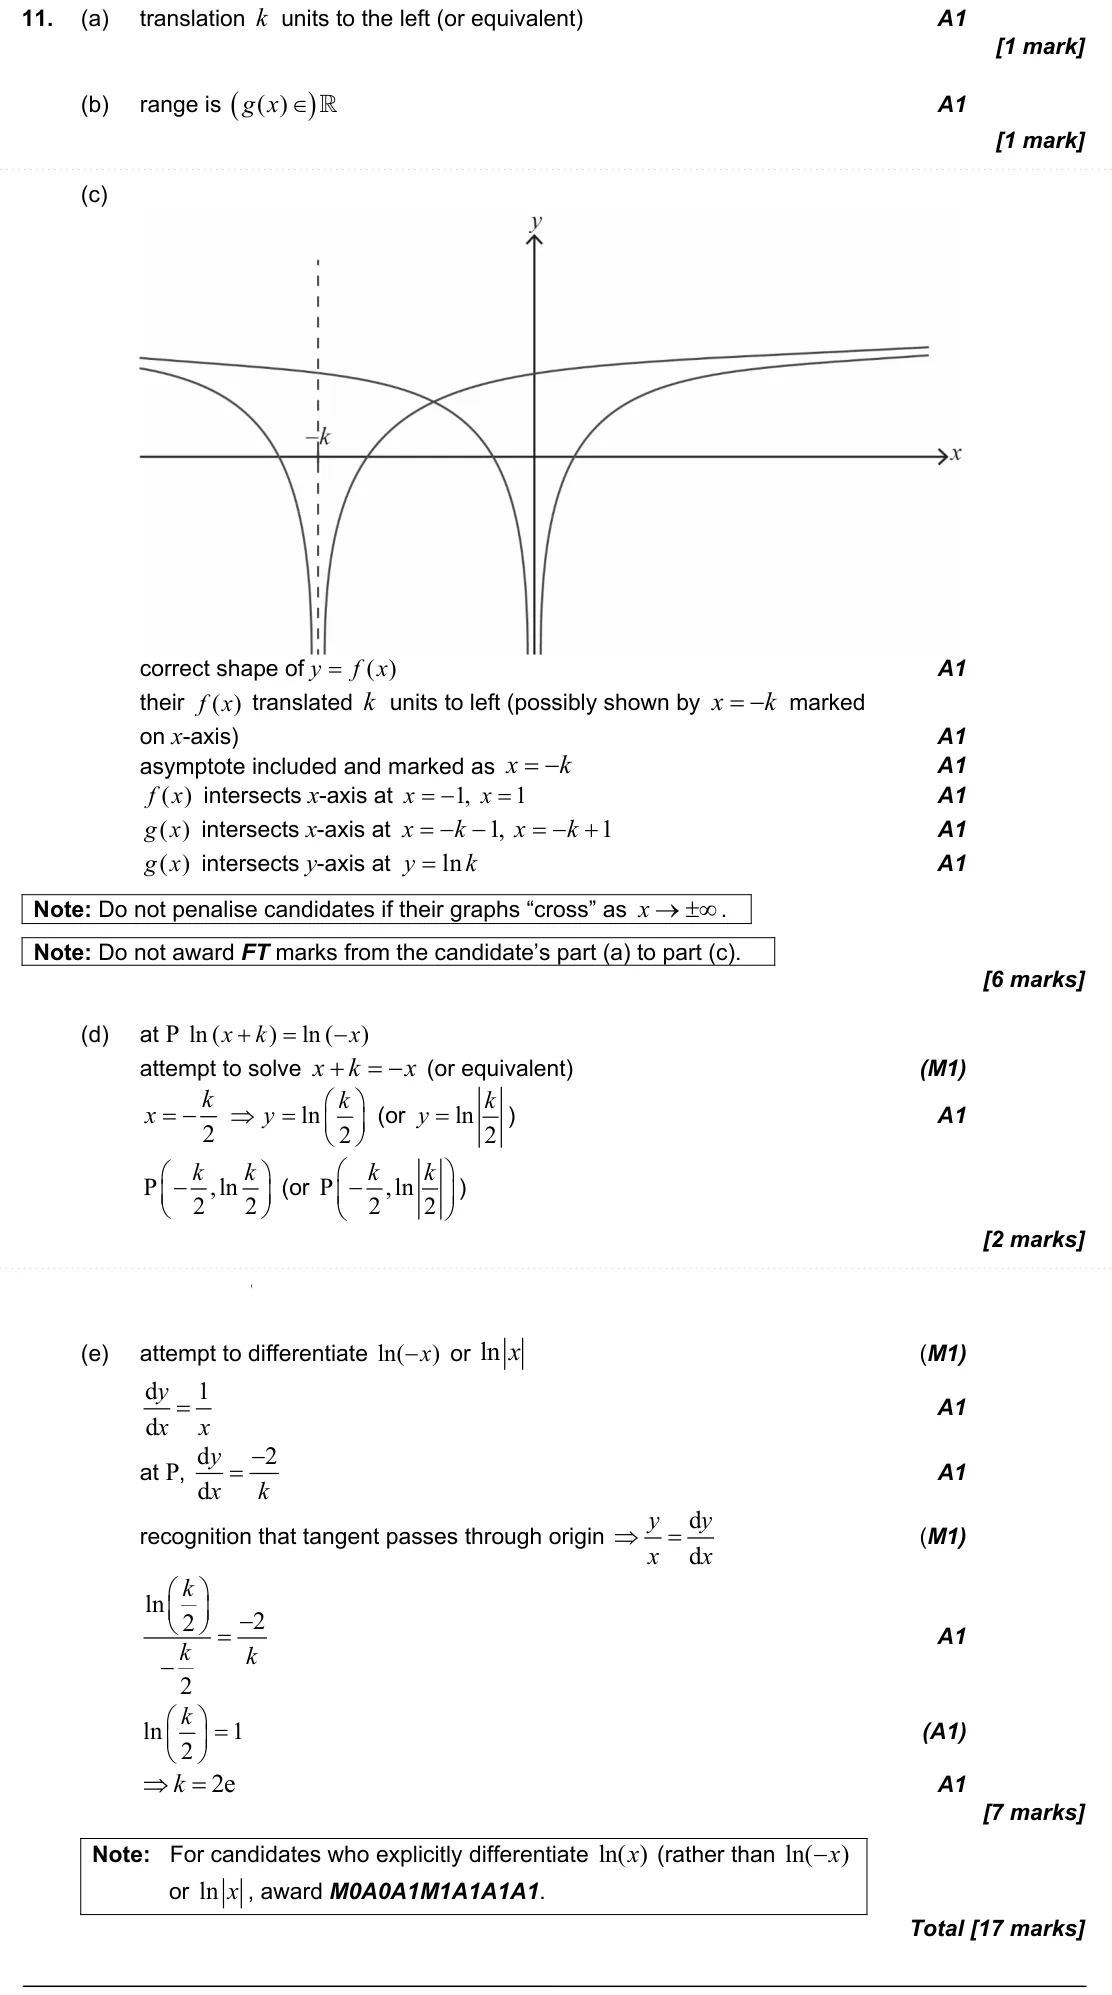 11. (a) translation k units to the left (or equivalent) A1
[1 mark]
(b) range is (g(x) ∈) ℝ A1
[1 mark]
(c)
y
−k
x
correct shape of y = f(x) A1
their f(x) translated k units to left (possibly shown by x = −k marked
on x-axis) A1
asymptote included and marked as x = −k A1
f(x) intersects x-axis at x = −1, x = 1 A1
g(x) intersects x-axis at x = −k − 1, x = −k + 1 A1
g(x) intersects y-axis at y = ln k A1
Note: Do not penalise candidates if their graphs “cross” as x → ±∞.
Note: Do not award FT marks from the candidate’s part (a) to part (c).
[6 marks]
(d) at P ln(x + k) = ln(−x)
attempt to solve x + k = −x (or equivalent) (M1)
x = −k/2 ⇒ y = ln(k/2) (or y = ln|k/2|) A1
P(−k/2, ln k/2) (or P(−k/2, ln|k/2|))
[2 marks]
(e) attempt to differentiate ln(−x) or ln|x| (M1)
dy/dx = 1/x A1
at P, dy/dx = −2/k A1
recognition that tangent passes through origin ⇒ y/x = dy/dx (M1)
ln(k/2)/(−k/2) = −2/k A1
ln(k/2) = 1 (A1)
⇒ k = 2e A1
[7 marks]
Note: For candidates who explicitly differentiate ln(x) (rather than ln(−x)
or ln|x|, award M0A0A1M1A1A1A1.
Total [17 marks]